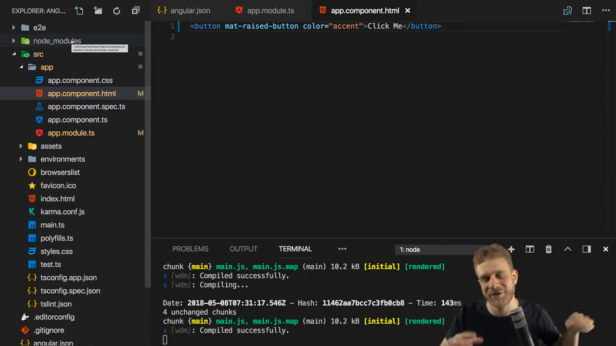 EXPLORER: ANG...
e2e
node_modules
src
app
app.component.css
app.component.html M
app.component.spec.ts
app.component.ts
app.module.ts M
assets
environments
browserslist
favicon.ico
index.html
karma.conf.js
main.ts
polyfills.ts
styles.css
test.ts
tsconfig.app.json
tsconfig.spec.json
tslint.json
.editorconfig
.gitignore
angular.json
angular.json app.module.ts app.component.html
1 <button mat-raised-button color="accent">Click Me</button>
2
PROBLEMS OUTPUT TERMINAL ... 1: node
chunk {main} main.js, main.js.map (main) 10.2 kB [initial] [rendered]
[wdm]: Compiled successfully.
[wdm]: Compiling...
Date: 2018-05-08T07:31:17.546Z - Hash: 11462aa7bcc7c3fb0cb8 - Time: 143ms
4 unchanged chunks
chunk {main} main.js, main.js.map (main) 10.2 kB [initial] [rendered]
[wdm]: Compiled successfully.